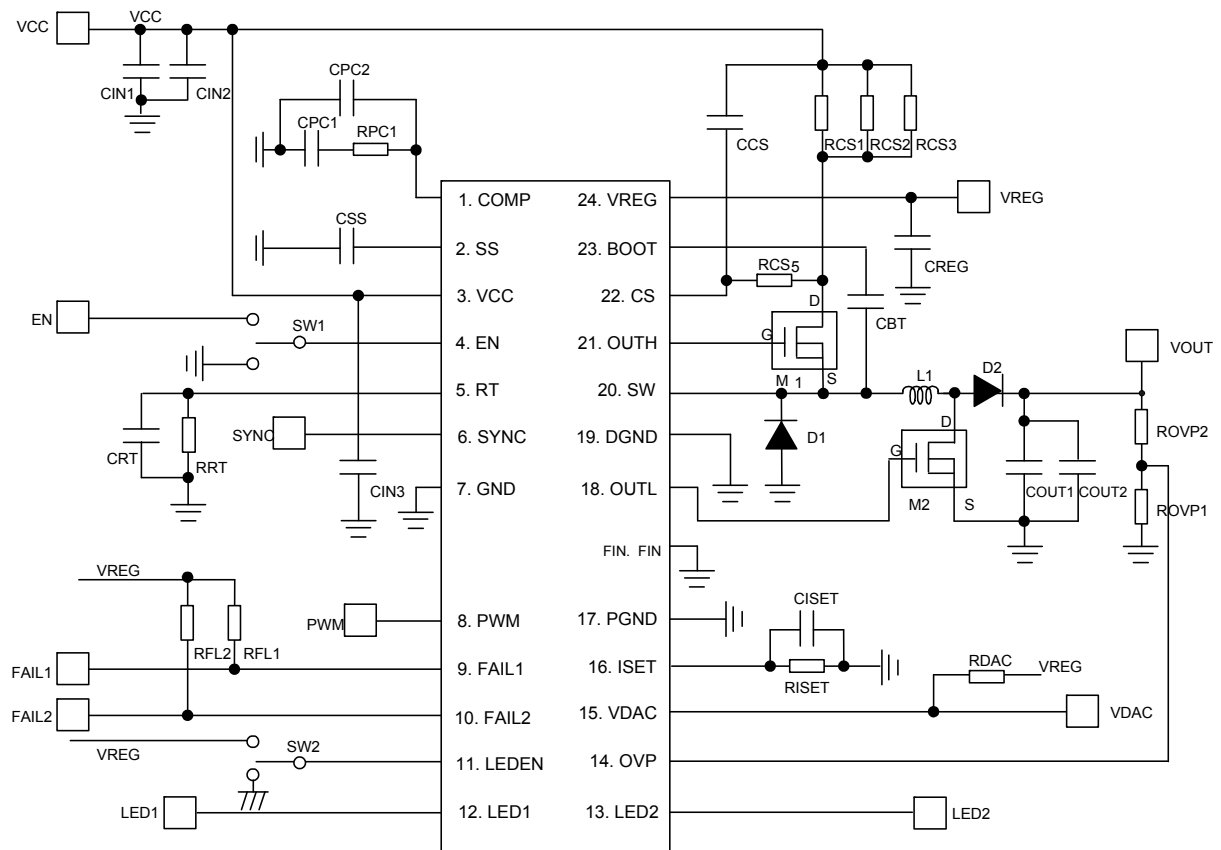 VCC
VCC
CIN1
CIN2
CPC2
CPC1
RPC1
CCS
RCS1
RCS2
RCS3
1. COMP
24. VREG
VREG
CSS
2. SS
23. BOOT
CREG
RCS 5
3. VCC
22. CS
D
CBT
EN
SW1
4. EN
21. OUTH
G
S
M 1
VOUT
5. RT
20. SW
L1
D2
CRT
RRT
SYNC
6. SYNC
19. DGND
D1
D
G
ROVP2
CIN3
7. GND
18. OUTL
M2
S
COUT1
COUT2
ROVP1
FIN. FIN
VREG
PWM
8. PWM
17. PGND
CISET
RFL2
RFL1
FAIL1
9. FAIL1
16. ISET
RISET
RDAC
VREG
FAIL2
10. FAIL2
15. VDAC
VDAC
VREG
SW2
11. LEDEN
14. OVP
LED1
12. LED1
13. LED2
LED2